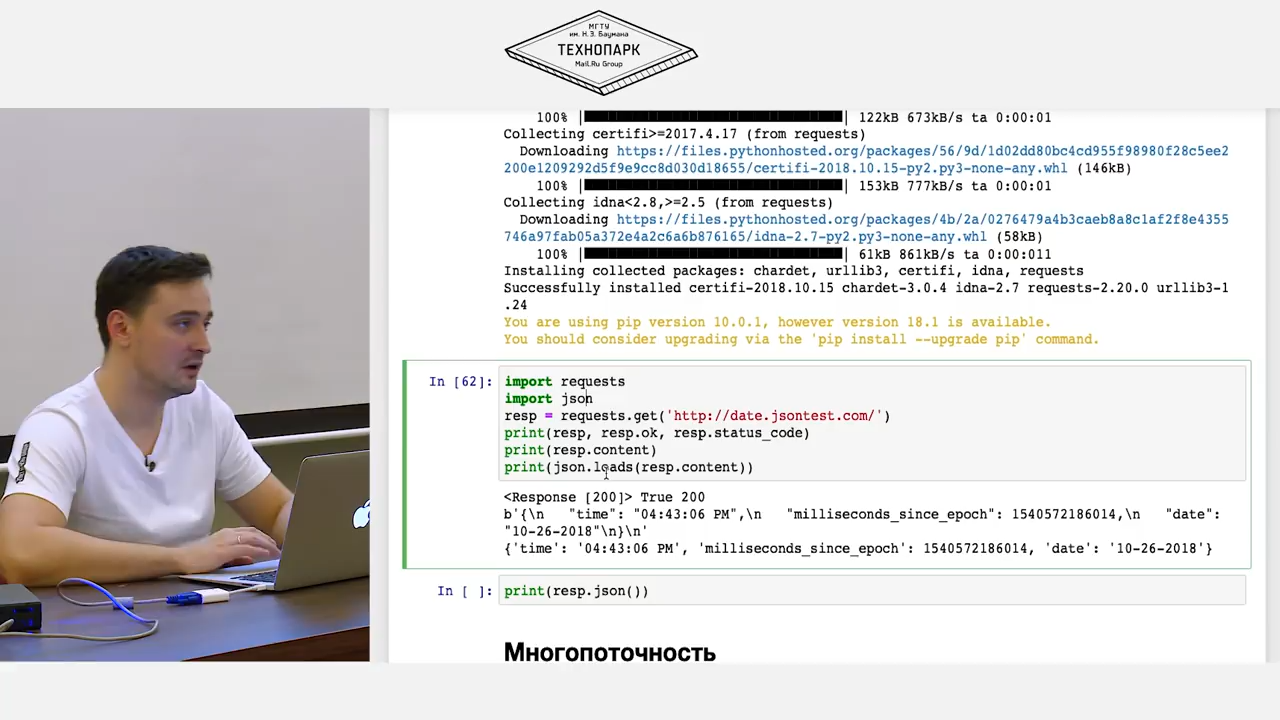 МГТУ
им. Н.Э. Баумана
ТЕХНОПАРК
Mail.Ru Group
100% |████████████████████████████████| 122kB 673kB/s ta 0:00:01
Collecting certifi>=2017.4.17 (from requests)
Downloading https://files.pythonhosted.org/packages/56/9d/1d02dd80bc4cd955f98980f28c5ee2
200e1209292d5f9e9cc8d030d18655/certifi-2018.10.15-py2.py3-none-any.whl (146kB)
100% |████████████████████████████████| 153kB 777kB/s ta 0:00:01
Collecting idna<2.8,>=2.5 (from requests)
Downloading https://files.pythonhosted.org/packages/4b/2a/0276479a4b3caeb8a8c1af2f8e4355
746a97fab05a372e4a2c6a6b876165/idna-2.7-py2.py3-none-any.whl (58kB)
100% |████████████████████████████████| 61kB 861kB/s ta 0:00:011
Installing collected packages: chardet, urllib3, certifi, idna, requests
Successfully installed certifi-2018.10.15 chardet-3.0.4 idna-2.7 requests-2.20.0 urllib3-1
.24
You are using pip version 10.0.1, however version 18.1 is available.
You should consider upgrading via the 'pip install --upgrade pip' command.
In [62]: import requests
import json
resp = requests.get('http://date.jsontest.com/')
print(resp, resp.ok, resp.status_code)
print(resp.content)
print(json.loads(resp.content))
<Response [200]> True 200
b'{\n   "time": "04:43:06 PM",\n   "milliseconds_since_epoch": 1540572186014,\n   "date":
"10-26-2018"\n}\n'
{'time': '04:43:06 PM', 'milliseconds_since_epoch': 1540572186014, 'date': '10-26-2018'}
In [ ]: print(resp.json())
Многопоточность